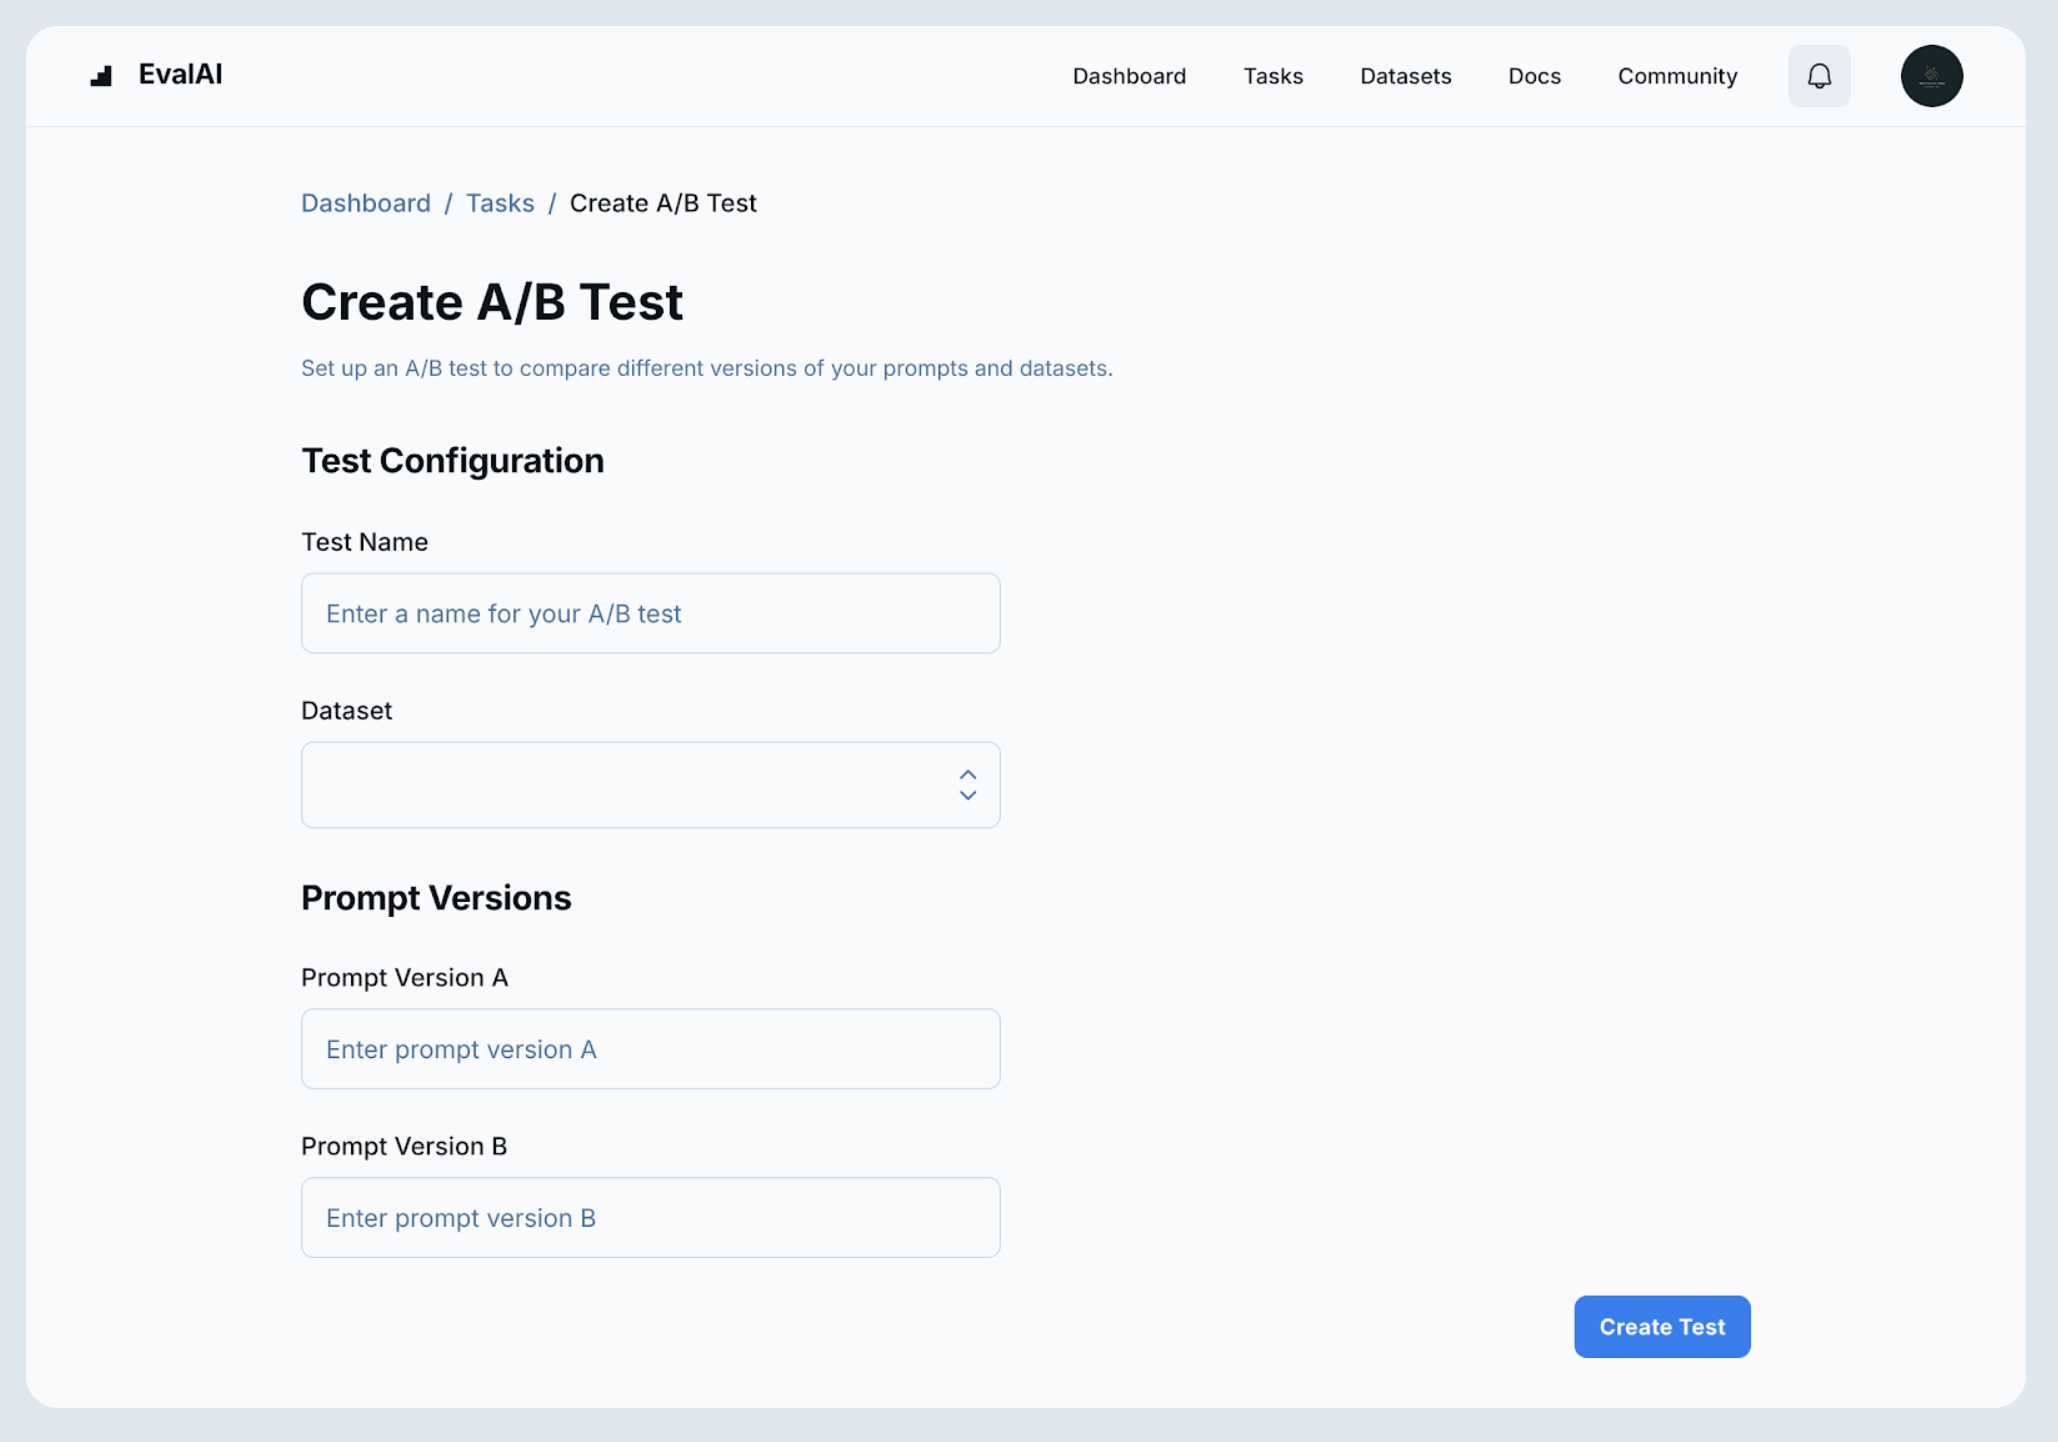 EvalAI
Dashboard Tasks Datasets Docs Community
Dashboard / Tasks / Create A/B Test
Create A/B Test
Set up an A/B test to compare different versions of your prompts and datasets.
Test Configuration
Test Name
Enter a name for your A/B test
Dataset
Prompt Versions
Prompt Version A
Enter prompt version A
Prompt Version B
Enter prompt version B
Create Test